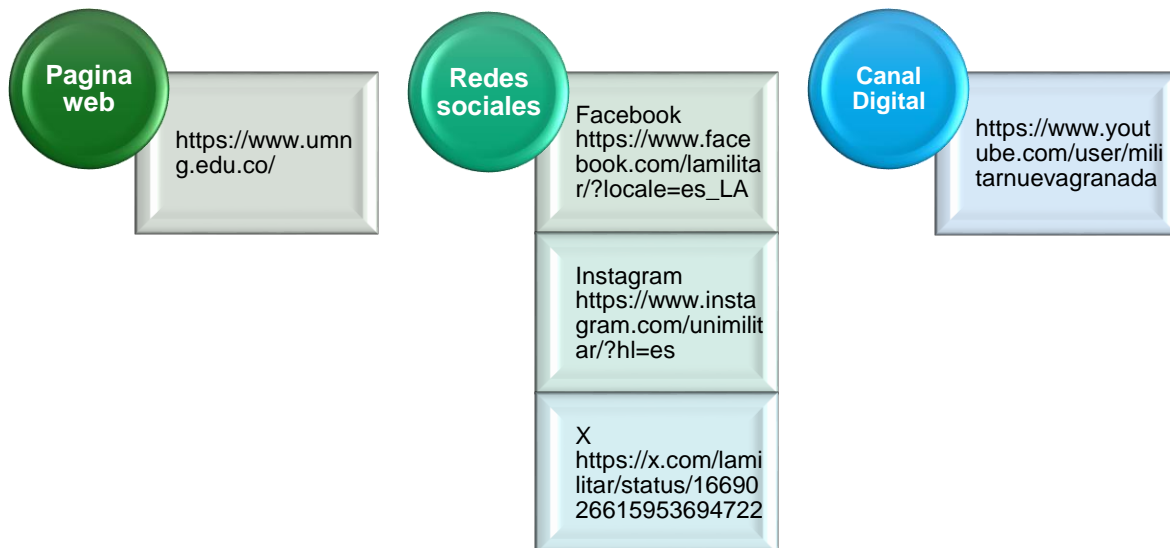 Pagina
web
https://www.umn
g.edu.co/
Redes
sociales
Facebook
https://www.face
book.com/lamilita
r/?locale=es_LA
Instagram
https://www.insta
gram.com/unimilit
ar/?hl=es
X
https://x.com/lami
litar/status/16690
26615953694722
Canal
Digital
https://www.yout
ube.com/user/mili
tarnuevagranada